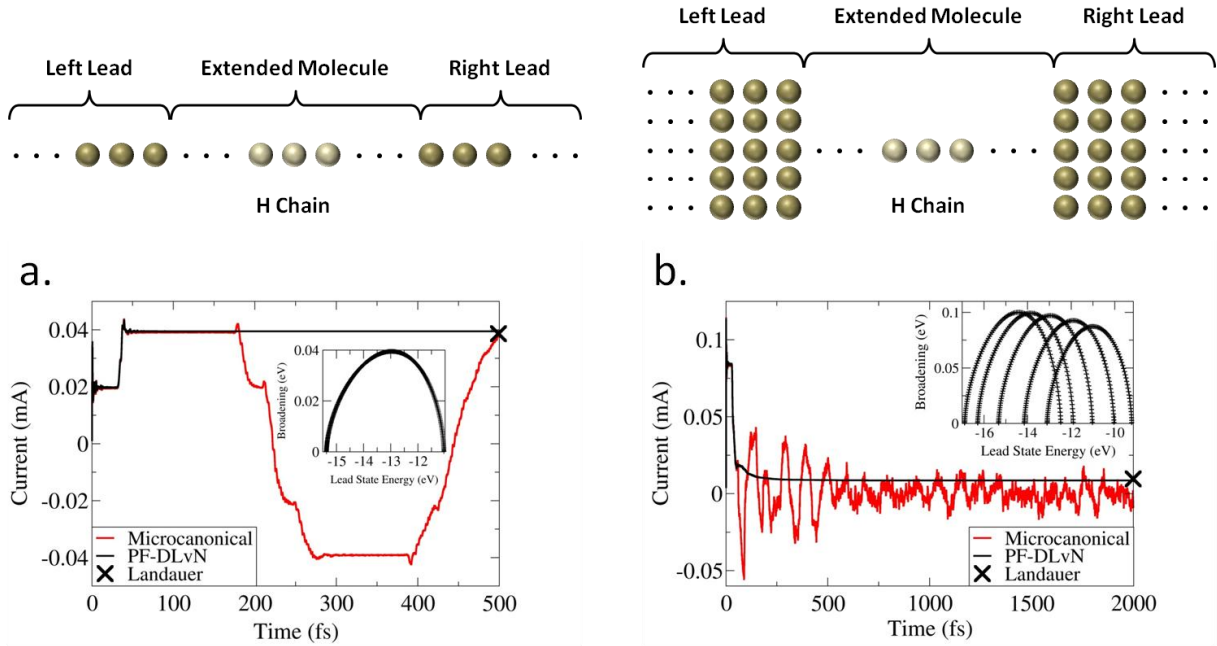 Left Lead Extended Molecule Right Lead
. . . . . . . . . . . .
H Chain
Left Lead Extended Molecule Right Lead
. . . . . .
. . . . . .
. . . . . . . . . . . .
. . . . . .
. . . . . .
H Chain
a.
Current (mA)
0.04
0.02
0
-0.02
-0.04
0 100 200 300 400 500
Time (fs)
Microcanonical
PF-DLvN
Landauer
Broadening (eV)
0.04
0.02
0
-15 -14 -13 -12
Lead State Energy (eV)
b.
Current (mA)
0.1
0.05
0
-0.05
0 500 1000 1500 2000
Time (fs)
Microcanonical
PF-DLvN
Landauer
Broadening (eV)
0.1
0.05
0
-16 -14 -12 -10
Lead State Energy (eV)